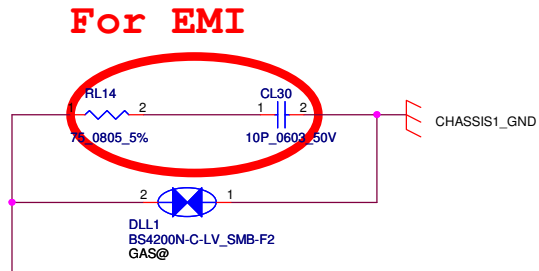 For EMI
RL14
CL30
1
2
1
2
75_0805_5%
10P_0603_50V
CHASSIS1_GND
2
1
DLL1
BS4200N-C-LV_SMB-F2
GAS@